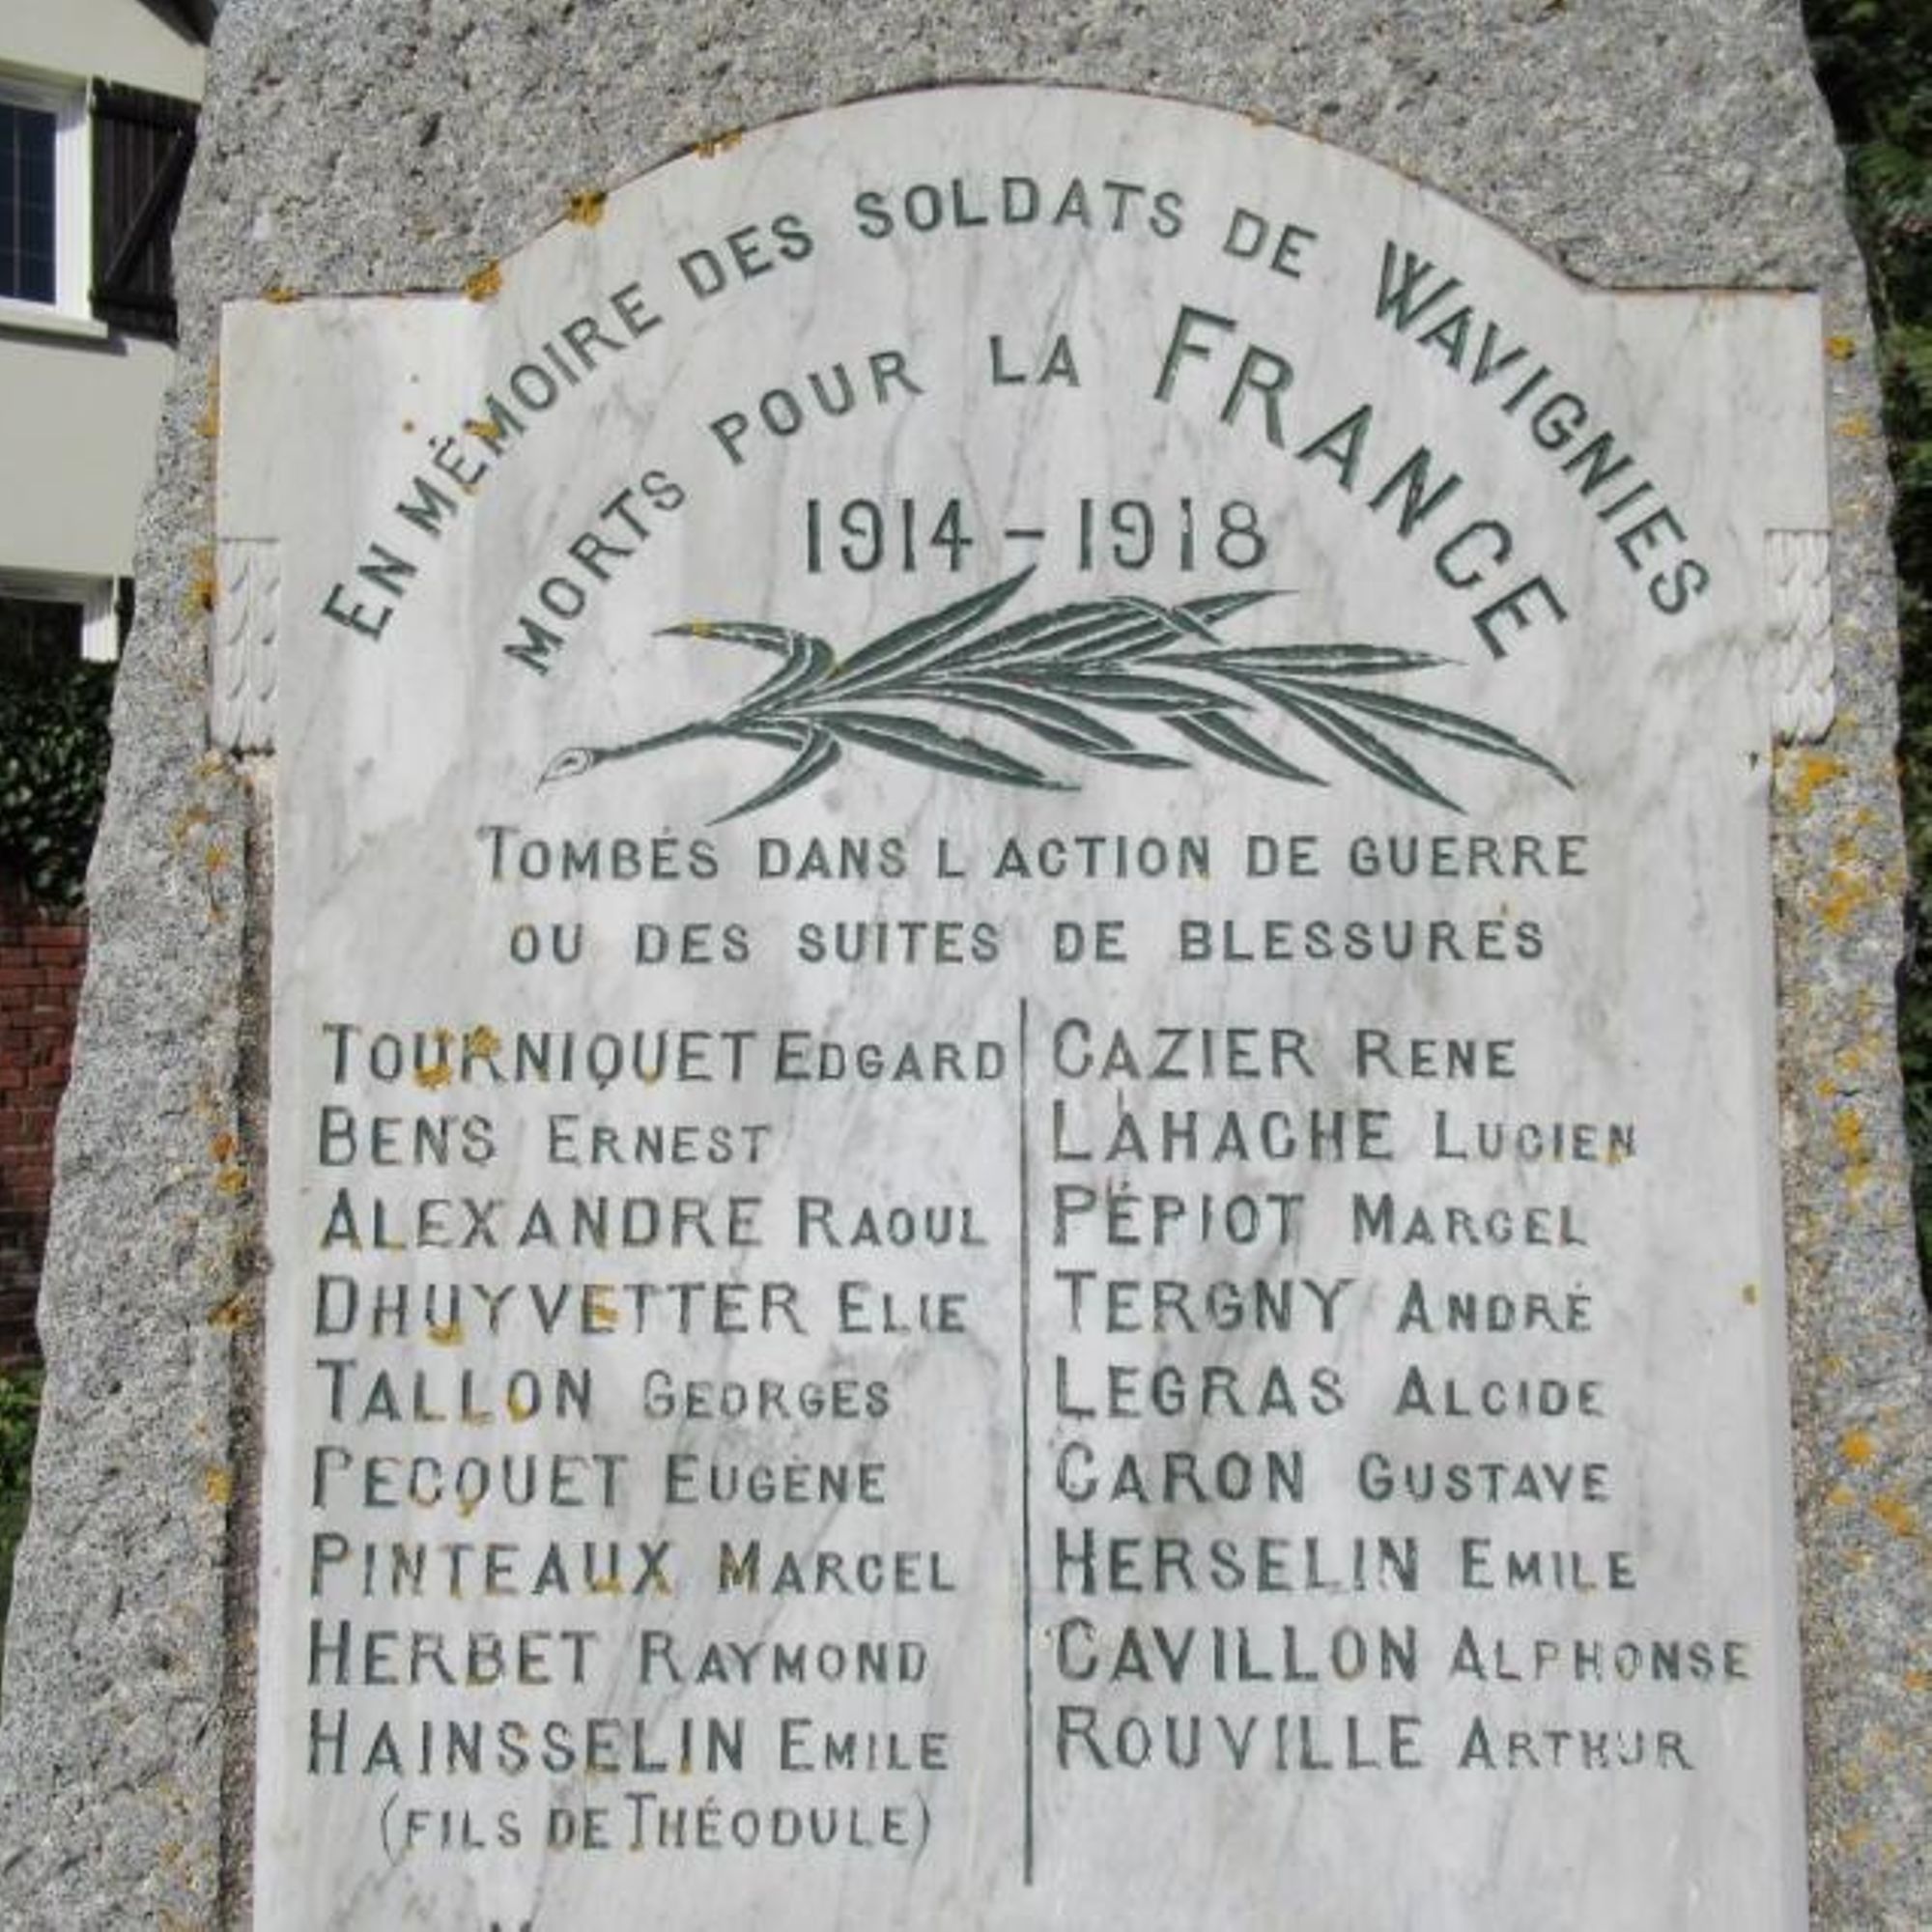 EN MÉMOIRE DES SOLDATS DE WAVIGNIES
MORTS POUR LA FRANCE
1914 - 1918
TOMBÉS DANS L ACTION DE GUERRE
OU DES SUITES DE BLESSURES
TOURNIQUET EDGARD
BENS ERNEST
ALEXANDRE RAOUL
DHUYVETTER ELIE
TALLON GEORGES
PECQUET EUGÈNE
PINTEAUX MARCEL
HERBET RAYMOND
HAINSSELIN EMILE
(FILS DE THÉODULE)
CAZIER RENE
LAHACHE LUCIEN
PÉPIOT MARCEL
TERGNY ANDRÉ
LEGRAS ALCIDE
CARON GUSTAVE
HERSELIN EMILE
CAVILLON ALPHONSE
ROUVILLE ARTHUR